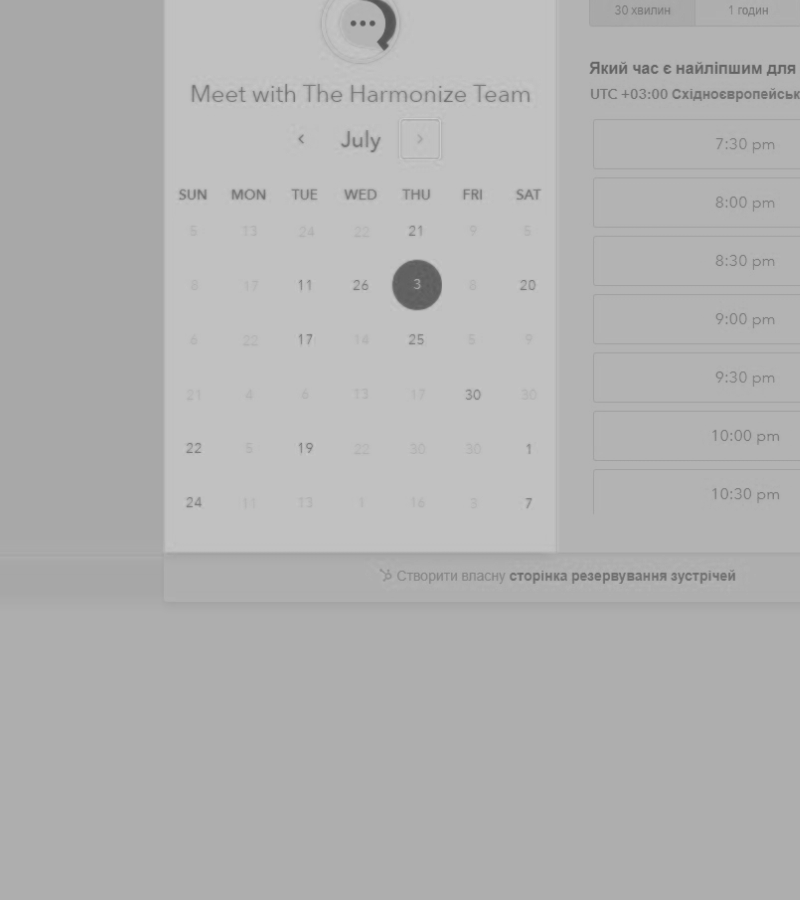 Meet with The Harmonize Team
July
SUN MON TUE WED THU FRI SAT
5 13 24 22 21 9 5
8 17 11 26 3 8 20
6 22 17 14 25 5 9
21 4 6 13 17 30 30
22 5 19 22 30 30 1
24 11 13 1 16 3 7
30 хвилин 1 годин
Який час є найліпшим для
UTC +03:00 Східноєвропейськ
7:30 pm
8:00 pm
8:30 pm
9:00 pm
9:30 pm
10:00 pm
10:30 pm
Створити власну сторінка резервування зустрічей